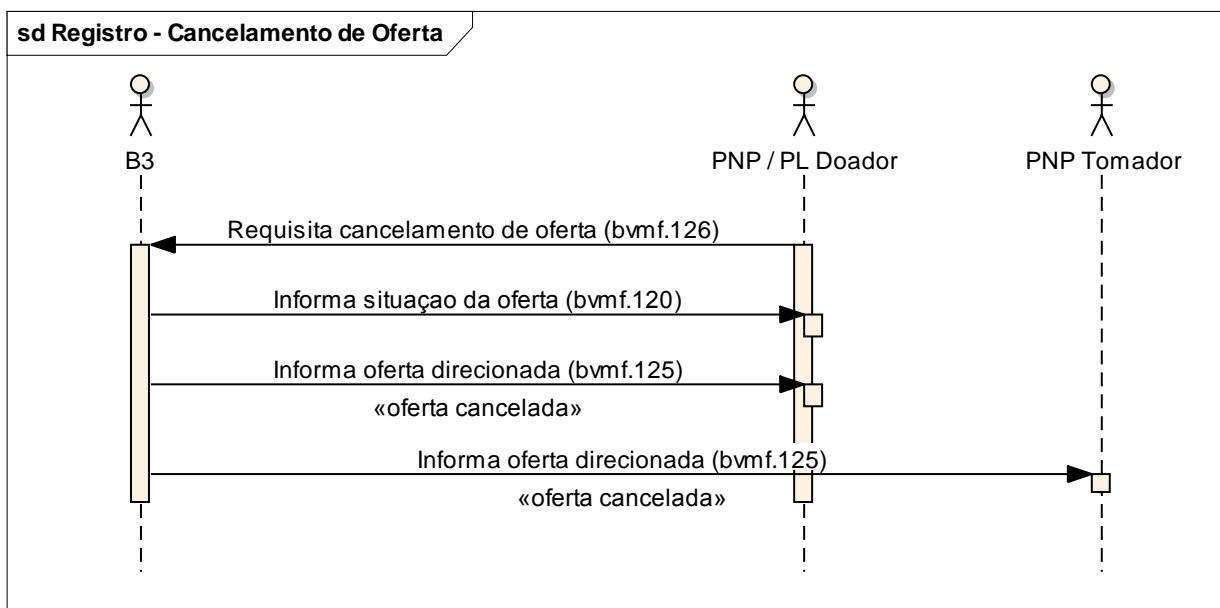 sd Registro - Cancelamento de Oferta
B3
PNP / PL Doador
PNP Tomador
Requisita cancelamento de oferta (bvmf.126)
Informa situaçao da oferta (bvmf.120)
Informa oferta direcionada (bvmf.125)
«oferta cancelada»
Informa oferta direcionada (bvmf.125)
«oferta cancelada»